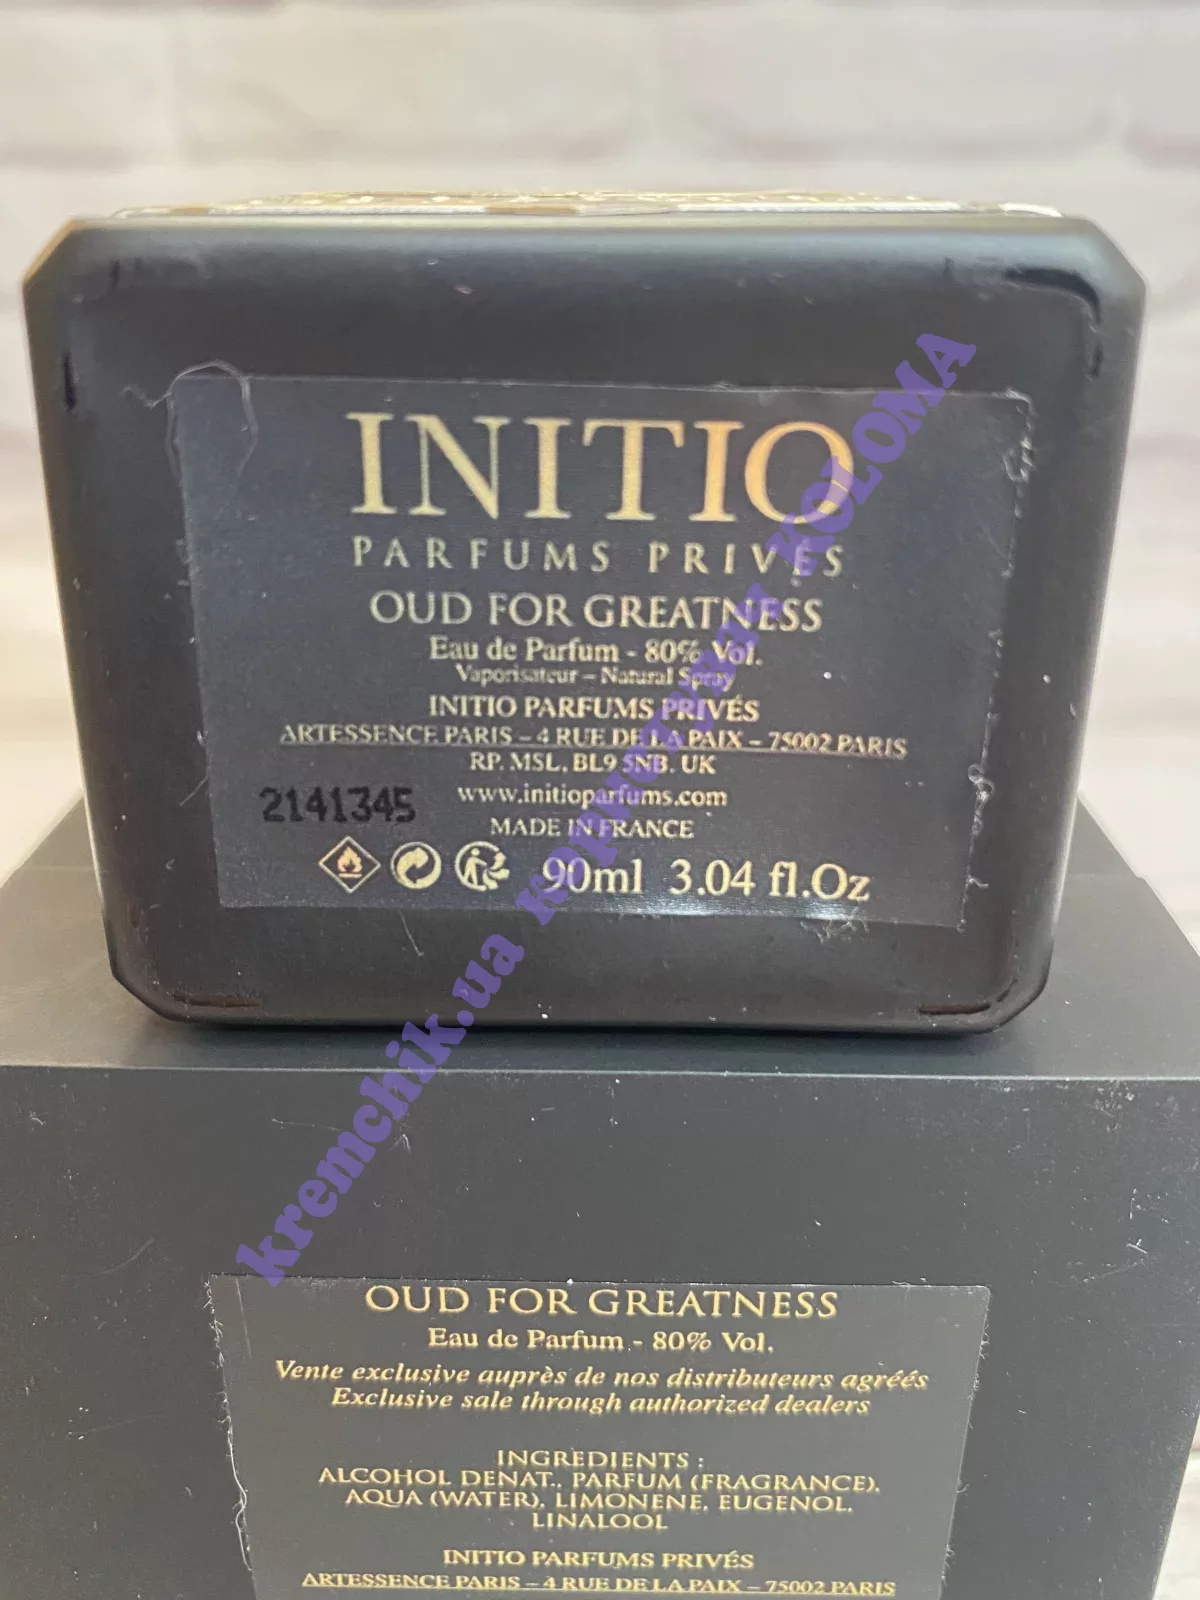 INITIO
PARFUMS PRIVÉS
OUD FOR GREATNESS
Eau de Parfum - 80% Vol.
Vaporisateur – Natural Spray
INITIO PARFUMS PRIVÉS
ARTESSENCE PARIS – 4 RUE DE LA PAIX – 75002 PARIS
RP. MSL, BL9 5NB. UK
www.initioparfums.com
2141345
MADE IN FRANCE
90ml 3.04 fl.Oz
kremchik.ua копирайт KOLOMA
OUD FOR GREATNESS
Eau de Parfum - 80% Vol.
Vente exclusive auprès de nos distributeurs agréés
Exclusive sale through authorized dealers
INGREDIENTS :
ALCOHOL DENAT., PARFUM (FRAGRANCE),
AQUA (WATER), LIMONENE, EUGENOL,
LINALOOL
INITIO PARFUMS PRIVÉS
ARTESSENCE PARIS – 4 RUE DE LA PAIX – 75002 PARIS